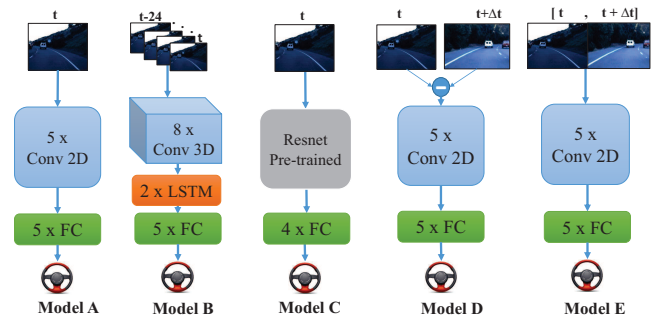 t
t-24
t
t
t
t+Δt
[ t , t + Δt]
5 x
Conv 2D
8 x
Conv 3D
Resnet
Pre-trained
5 x
Conv 2D
5 x
Conv 2D
2 x LSTM
5 x FC
5 x FC
4 x FC
5 x FC
5 x FC
Model A
Model B
Model C
Model D
Model E